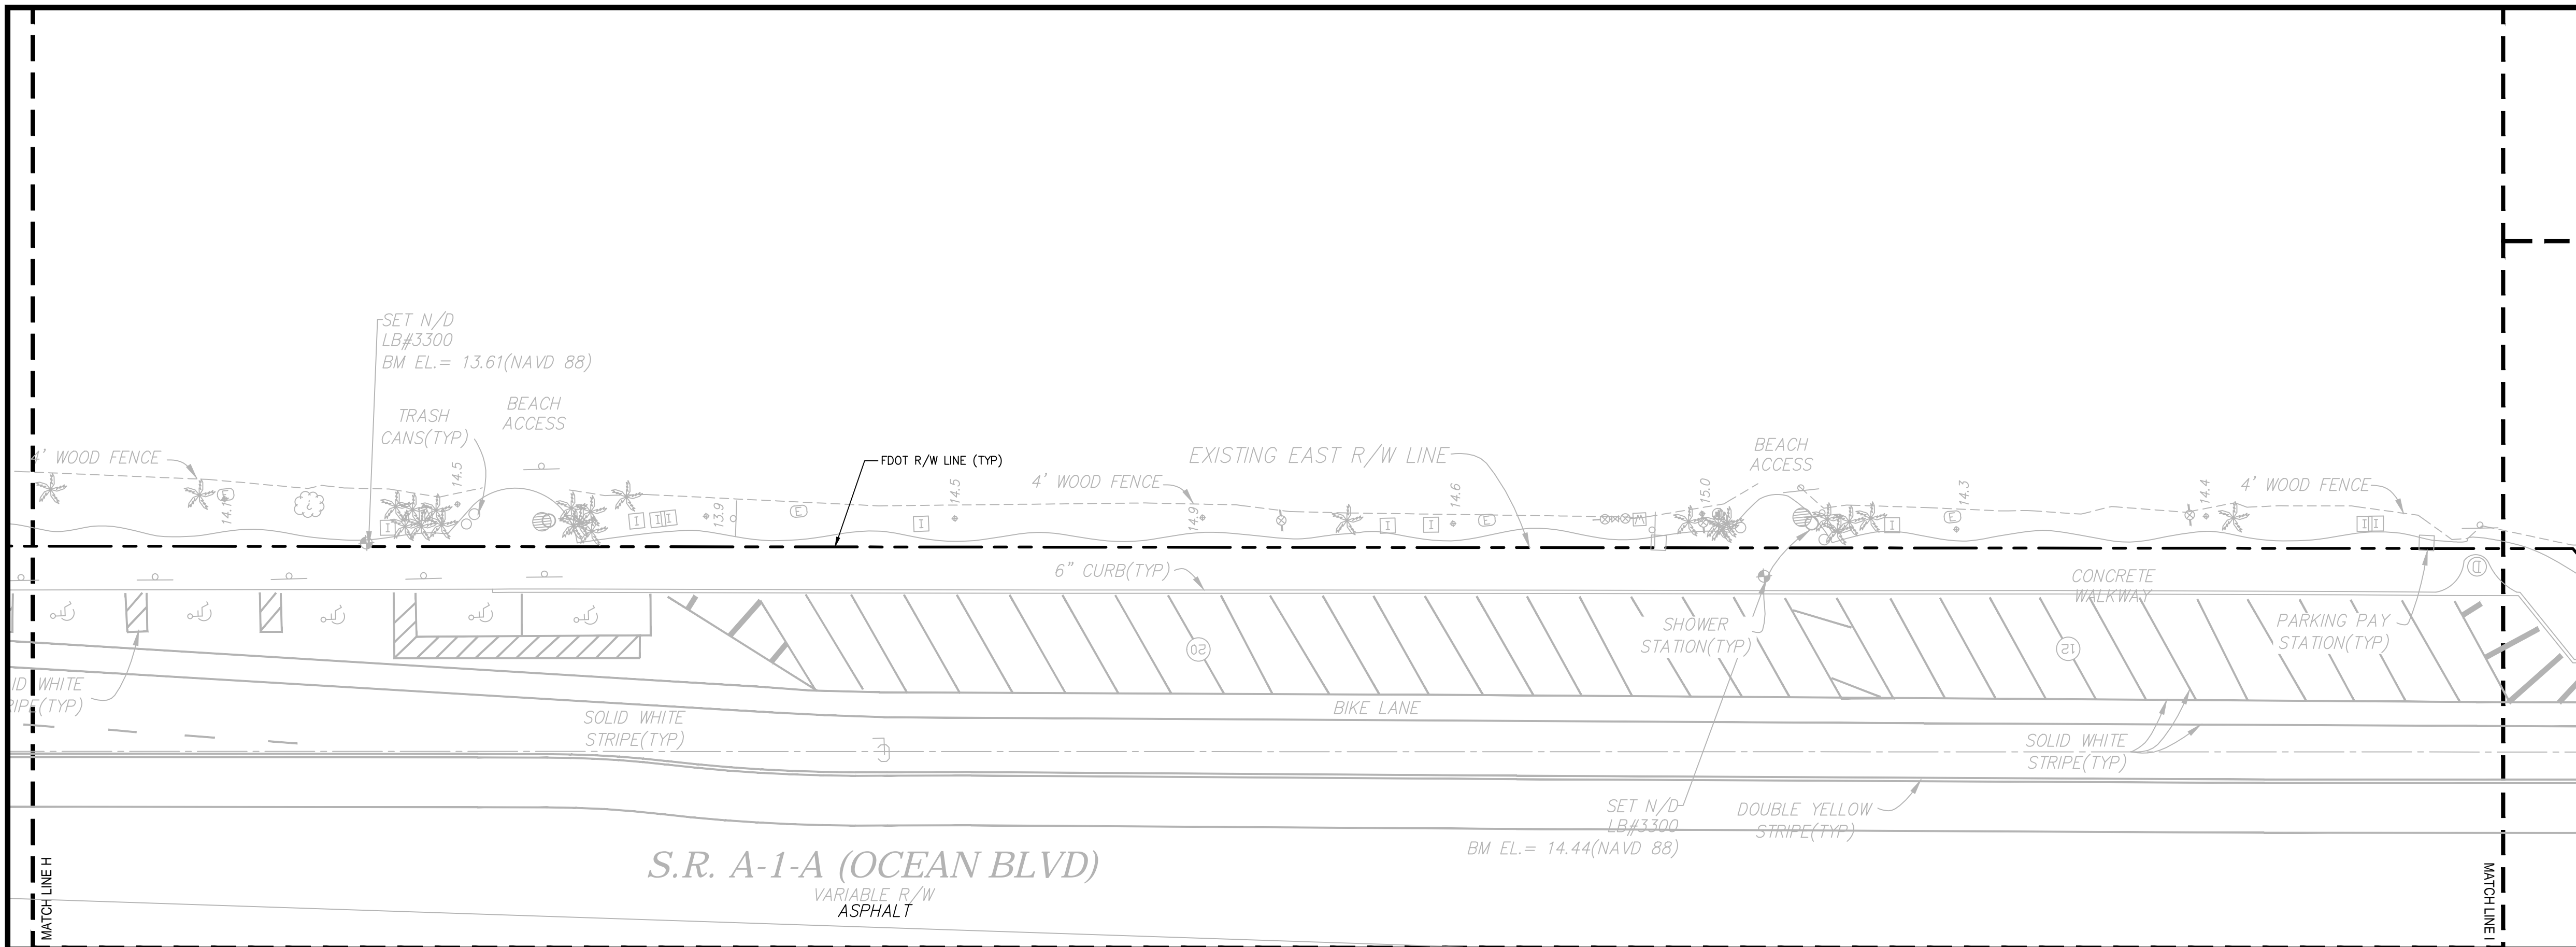 SET N/D
LB#3300
BM EL.= 13.61(NAVD 88)
TRASH
CANS(TYP)
BEACH
ACCESS
4' WOOD FENCE
14.1
14.5
13.9
FDOT R/W LINE (TYP)
14.5
4' WOOD FENCE
14.9
EXISTING EAST R/W LINE
14.6
BEACH
ACCESS
15.0
14.3
14.4
4' WOOD FENCE
E
I
I
I
I
E
I
I
I
E
W
I
E
I
I
D
6" CURB(TYP)
CONCRETE
WALKWAY
SHOWER
STATION(TYP)
PARKING PAY
STATION(TYP)
20
12
ID WHITE
RIPE(TYP)
SOLID WHITE
STRIPE(TYP)
BIKE LANE
SOLID WHITE
STRIPE(TYP)
SET N/D
LB#3300
BM EL.= 14.44(NAVD 88)
DOUBLE YELLOW
STRIPE(TYP)
S.R. A-1-A (OCEAN BLVD)
VARIABLE R/W
ASPHALT
MATCH LINE H
MATCH LINE I